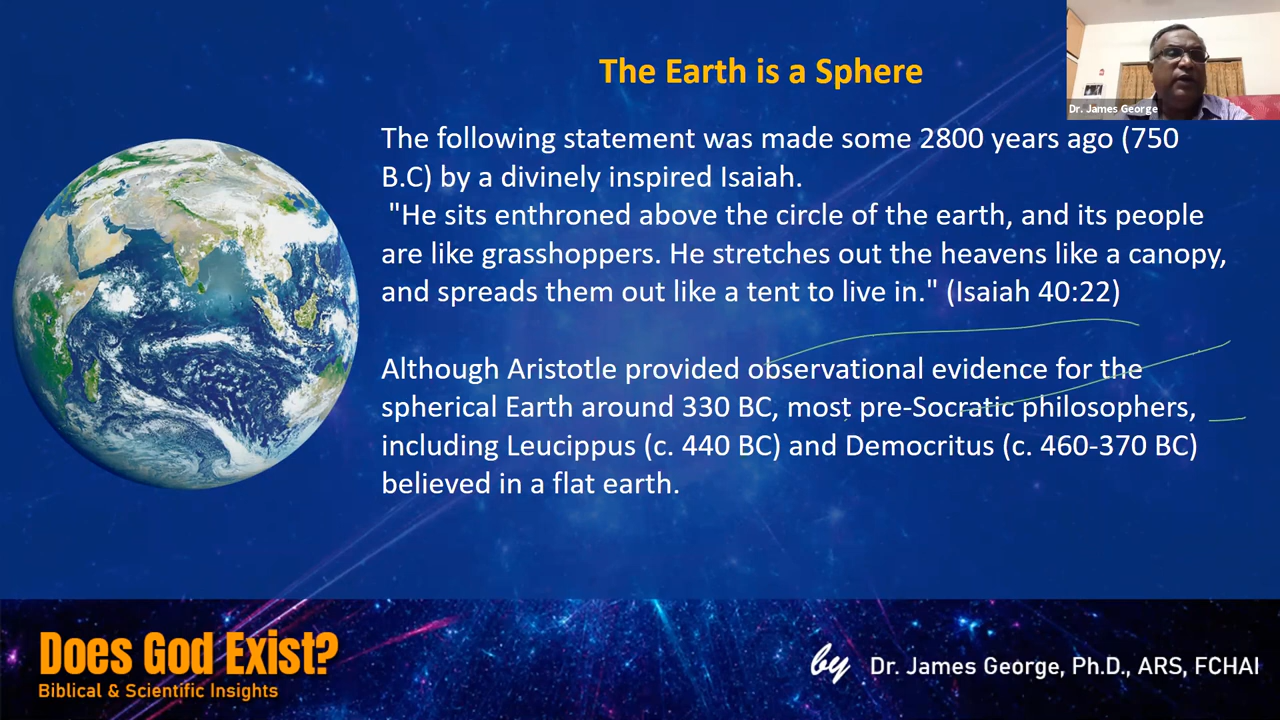 The Earth is a Sphere
Dr. James George
The following statement was made some 2800 years ago (750
B.C) by a divinely inspired Isaiah.
"He sits enthroned above the circle of the earth, and its people
are like grasshoppers. He stretches out the heavens like a canopy,
and spreads them out like a tent to live in." (Isaiah 40:22)
Although Aristotle provided observational evidence for the
spherical Earth around 330 BC, most pre-Socratic philosophers,
including Leucippus (c. 440 BC) and Democritus (c. 460-370 BC)
believed in a flat earth.
Does God Exist?
Biblical & Scientific Insights
by Dr. James George, Ph.D., ARS, FCHAI